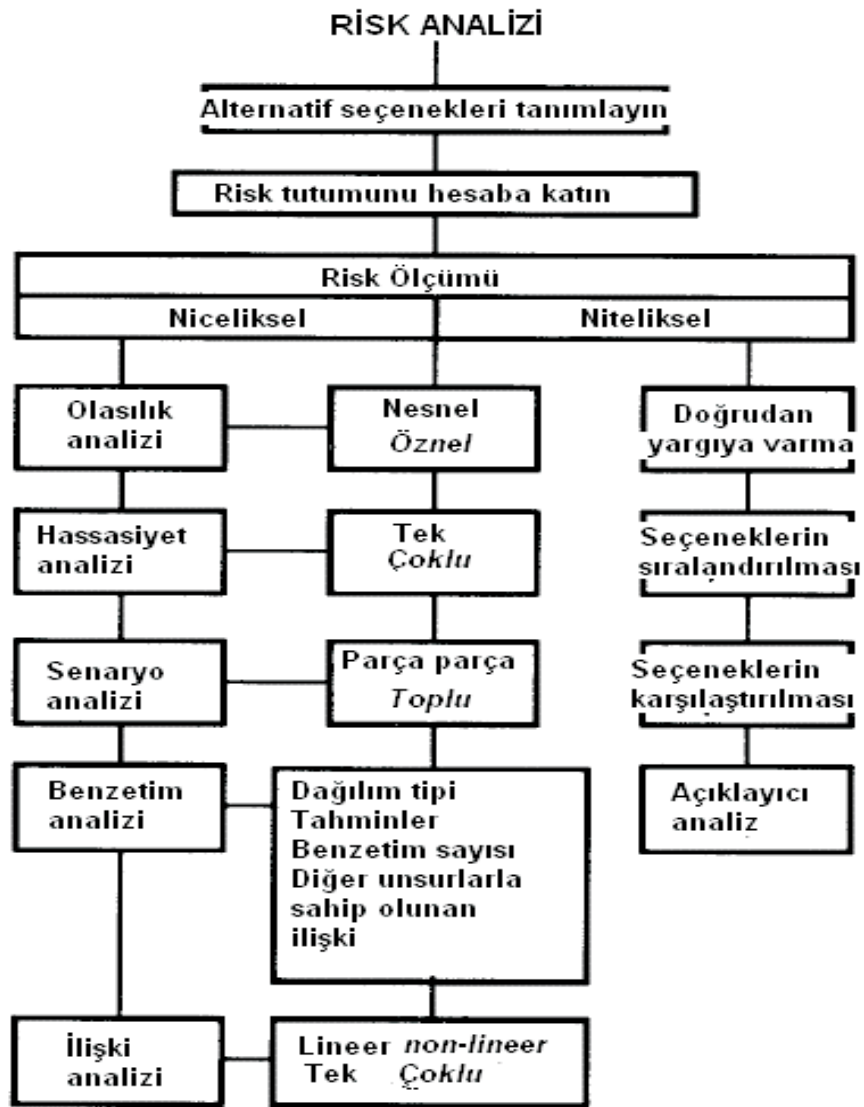 RİSK ANALİZİ
Alternatif seçenekleri tanımlayın
Risk tutumunu hesaba katın
Risk Ölçümü
Niceliksel
Niteliksel
Olasılık
analizi
Nesnel
Öznel
Doğrudan
yargıya varma
Hassasiyet
analizi
Tek
Çoklu
Seçeneklerin
sıralandırılması
Senaryo
analizi
Parça parça
Toplu
Seçeneklerin
karşılaştırılması
Benzetim
analizi
Dağılım tipi
Tahminler
Benzetim sayısı
Diğer unsurlarla
sahip olunan
ilişki
Açıklayıcı
analiz
İlişki
analizi
Lineer non-lineer
Tek Çoklu